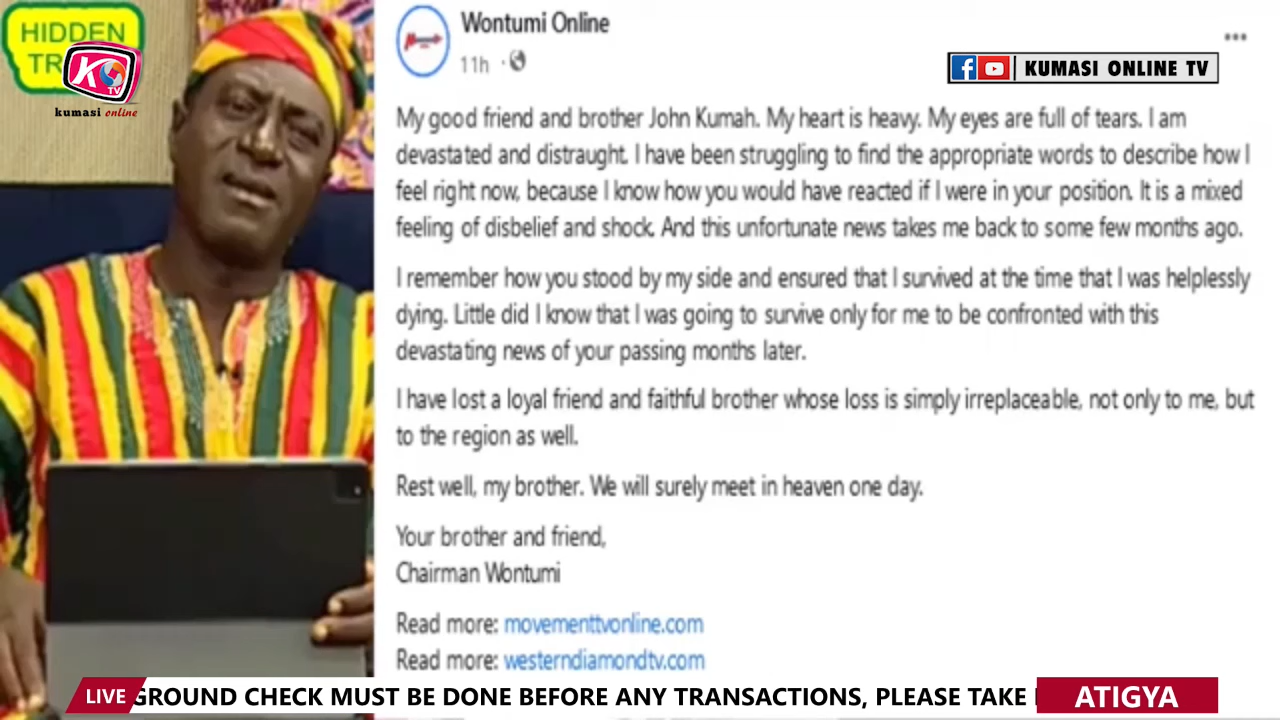 HIDDEN
TR
K TV
kumasi online
Wontumi Online
11h
KUMASI ONLINE TV
My good friend and brother John Kumah. My heart is heavy. My eyes are full of tears. I am
devastated and distraught. I have been struggling to find the appropriate words to describe how I
feel right now, because I know how you would have reacted if I were in your position. It is a mixed
feeling of disbelief and shock. And this unfortunate news takes me back to some few months ago.
I remember how you stood by my side and ensured that I survived at the time that I was helplessly
dying. Little did I know that I was going to survive only for me to be confronted with this
devastating news of your passing months later.
I have lost a loyal friend and faithful brother whose loss is simply irreplaceable, not only to me, but
to the region as well.
Rest well, my brother. We will surely meet in heaven one day.
Your brother and friend,
Chairman Wontumi
Read more: movementtvonline.com
Read more: westerndiamondtv.com
LIVE GROUND CHECK MUST BE DONE BEFORE ANY TRANSACTIONS, PLEASE TAKE
ATIGYA